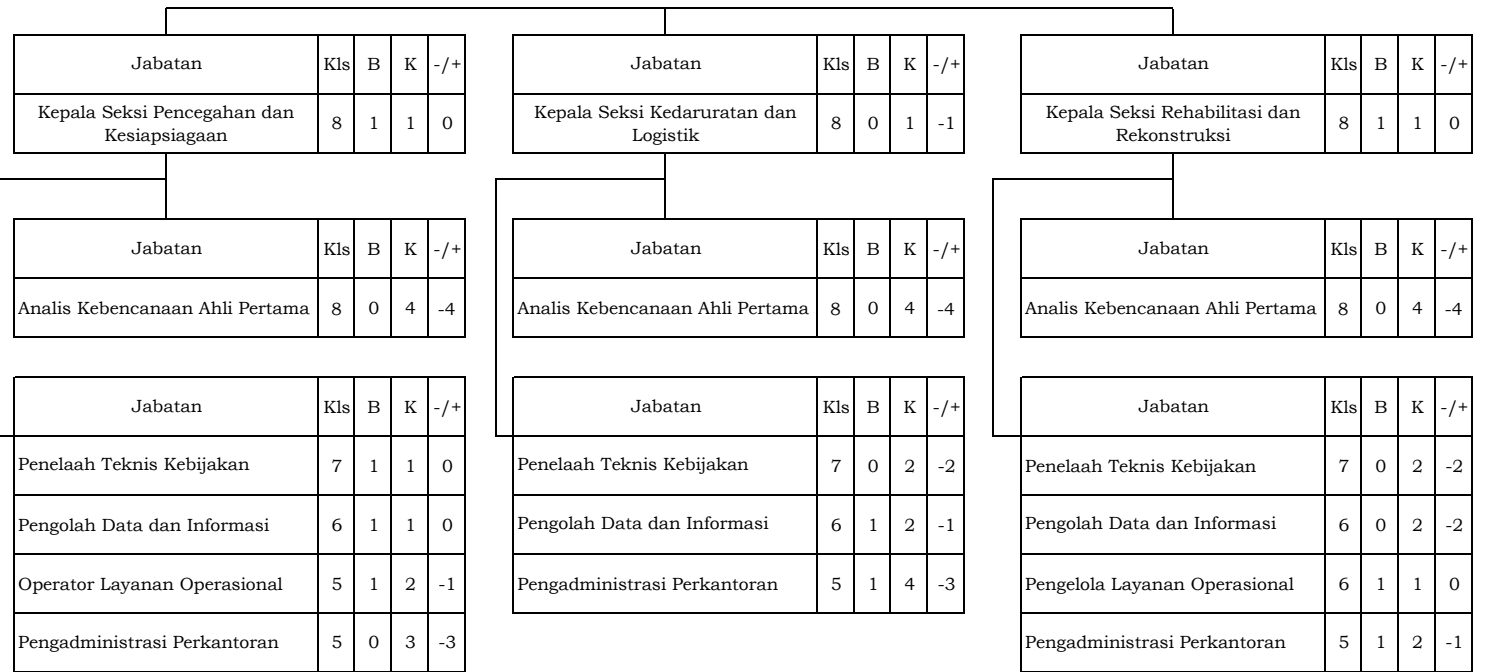 Jabatan Kls B K -/+
Kepala Seksi Pencegahan dan
Kesiapsiagaan 8 1 1 0
Jabatan Kls B K -/+
Analis Kebencanaan Ahli Pertama 8 0 4 -4
Jabatan Kls B K -/+
Penelaah Teknis Kebijakan 7 1 1 0
Pengolah Data dan Informasi 6 1 1 0
Operator Layanan Operasional 5 1 2 -1
Pengadministrasi Perkantoran 5 0 3 -3
Jabatan Kls B K -/+
Kepala Seksi Kedaruratan dan
Logistik 8 0 1 -1
Jabatan Kls B K -/+
Analis Kebencanaan Ahli Pertama 8 0 4 -4
Jabatan Kls B K -/+
Penelaah Teknis Kebijakan 7 0 2 -2
Pengolah Data dan Informasi 6 1 2 -1
Pengadministrasi Perkantoran 5 1 4 -3
Jabatan Kls B K -/+
Kepala Seksi Rehabilitasi dan
Rekonstruksi 8 1 1 0
Jabatan Kls B K -/+
Analis Kebencanaan Ahli Pertama 8 0 4 -4
Jabatan Kls B K -/+
Penelaah Teknis Kebijakan 7 0 2 -2
Pengolah Data dan Informasi 6 0 2 -2
Pengelola Layanan Operasional 6 1 1 0
Pengadministrasi Perkantoran 5 1 2 -1